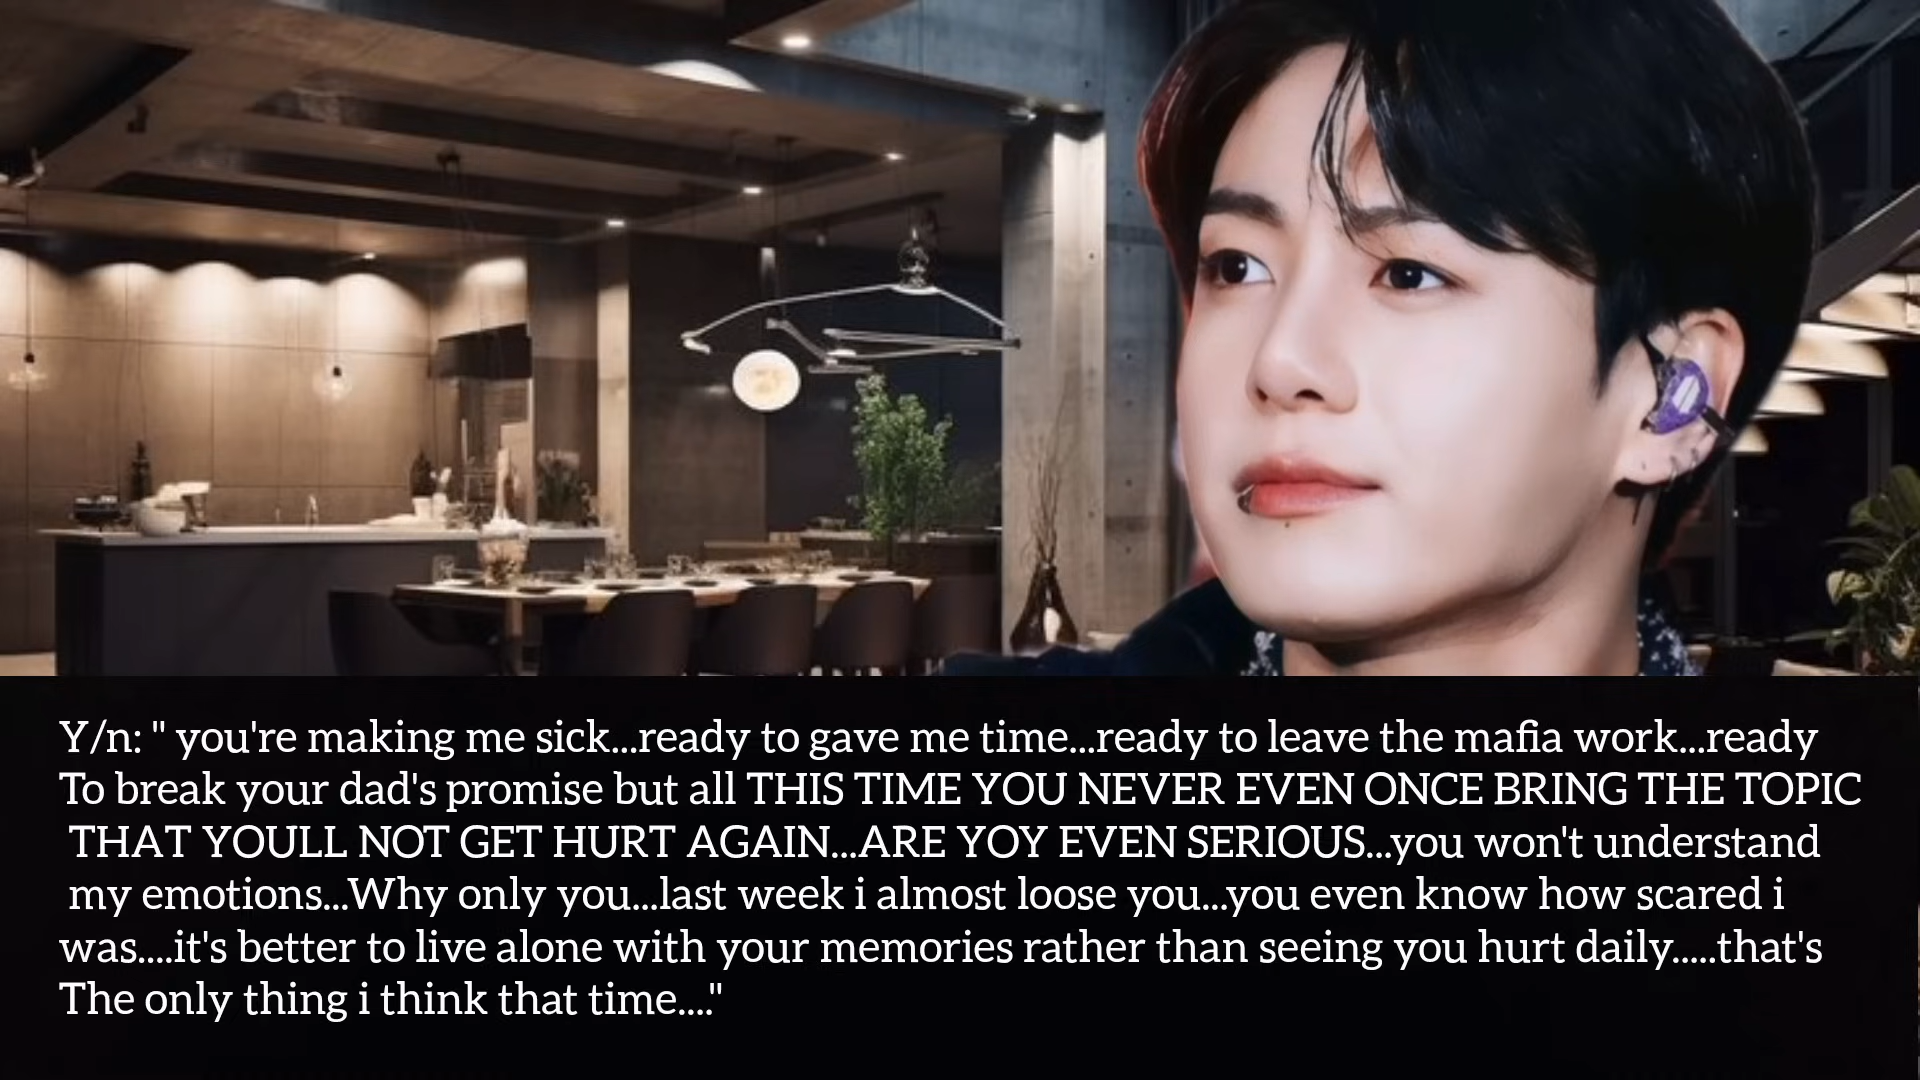 Y/n: " you're making me sick...ready to gave me time...ready to leave the mafia work...ready
To break your dad's promise but all THIS TIME YOU NEVER EVEN ONCE BRING THE TOPIC
THAT YOULL NOT GET HURT AGAIN...ARE YOY EVEN SERIOUS...you won't understand
my emotions...Why only you...last week i almost loose you...you even know how scared i
was....it's better to live alone with your memories rather than seeing you hurt daily.....that's
The only thing i think that time...."